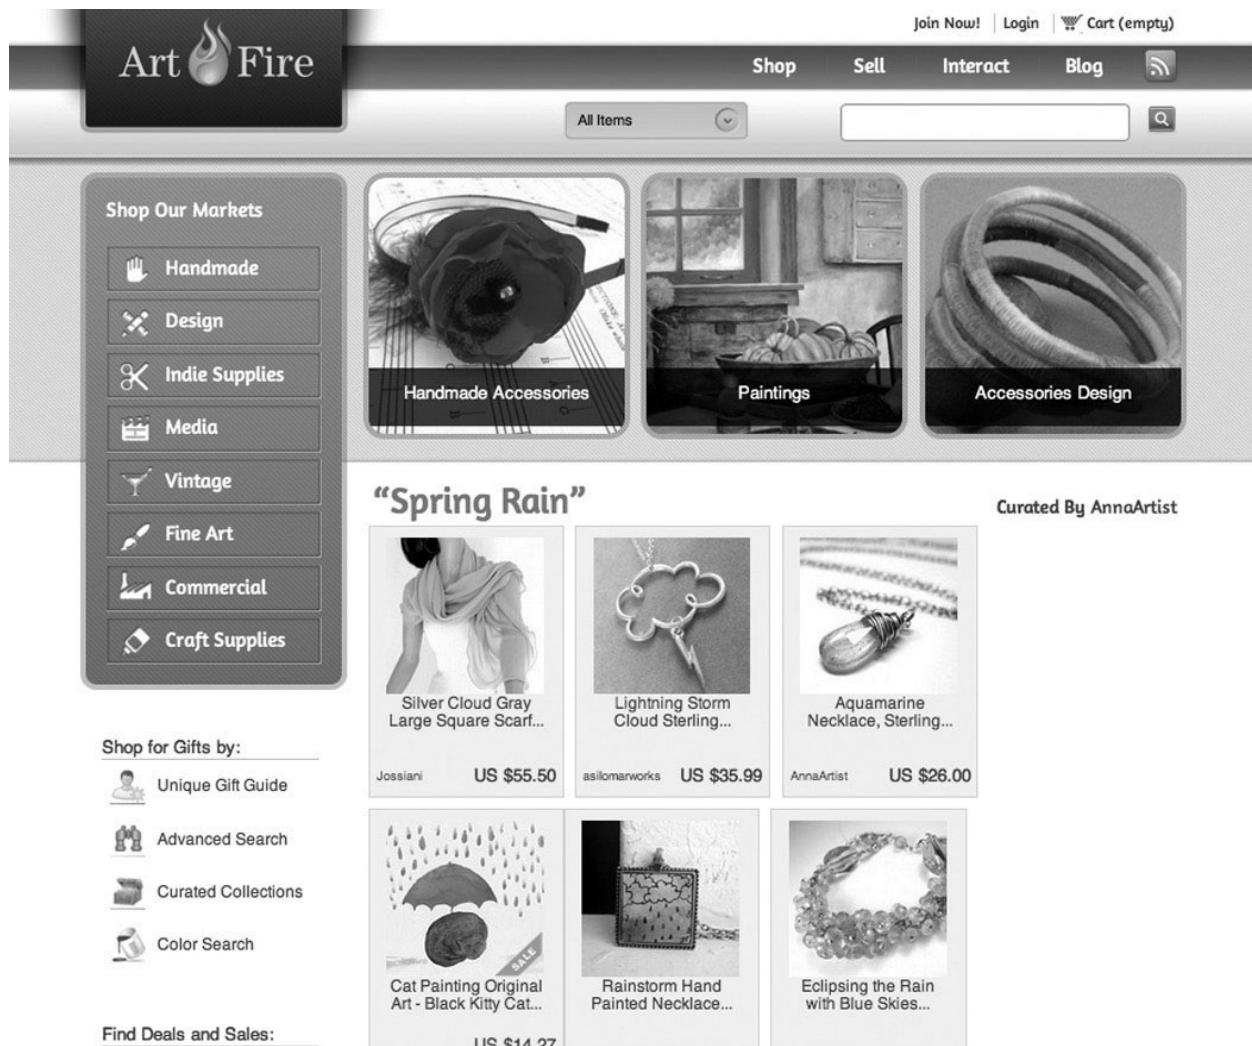 Join Now!
Login
Cart (empty)
Art Fire
Shop
Sell
Interact
Blog
All Items
Shop Our Markets
Handmade
Design
Indie Supplies
Media
Vintage
Fine Art
Commercial
Craft Supplies
Handmade Accessories
Paintings
Accessories Design
“Spring Rain”
Curated By AnnaArtist
Silver Cloud Gray
Large Square Scarf...
Jossiani
US $55.50
Lightning Storm
Cloud Sterling...
asilomarworks
US $35.99
Aquamarine
Necklace, Sterling...
AnnaArtist
US $26.00
Shop for Gifts by:
Unique Gift Guide
Advanced Search
Curated Collections
Color Search
SALE
Cat Painting Original
Art - Black Kitty Cat...
US $14.27
Rainstorm Hand
Painted Necklace...
Eclipsing the Rain
with Blue Skies...
Find Deals and Sales: